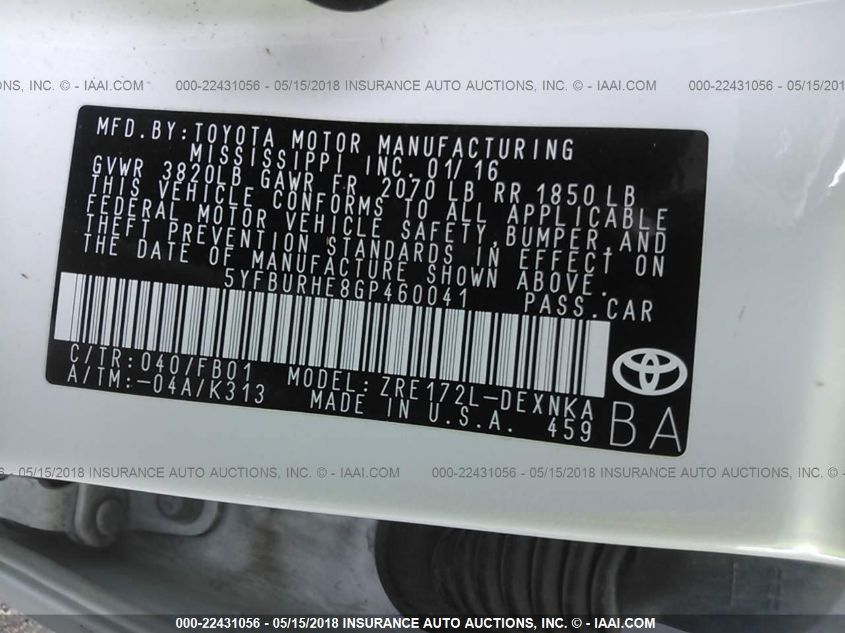 INSURANCE AUTO AUCTIONS, INC. © - IAAI.COM 000-22431056 - 05/15/2018 INSURANCE AUTO AUCTIONS, INC. © - IAAI.COM 000-22431056 - 05/15/2018
MFD.BY:TOYOTA MOTOR MANUFACTURING
MISSISSIPPI INC. 01/16
GVWR 3820LB GAWR FR 2070 LB RR 1850 LB
THIS VEHICLE CONFORMS TO ALL APPLICABLE
FEDERAL MOTOR VEHICLE SAFETY,BUMPER,AND
THEFT PREVENTION STANDARDS IN EFFECT ON
THE DATE OF MANUFACTURE SHOWN ABOVE.
5YFBURHE8GP460041 PASS.CAR
C/TR:040/FB01 MODEL:ZRE172L-DEXNKA
A/TM:-04A/K313 MADE IN U.S.A. 459
TOYOTA
BA
05/15/2018 INSURANCE AUTO AUCTIONS, INC. © - IAAI.COM 000-22431056 - 05/15/2018 INSURANCE AUTO AUCTIONS, INC. ©
000-22431056 - 05/15/2018 - INSURANCE AUTO AUCTIONS, INC. © - IAAI.COM